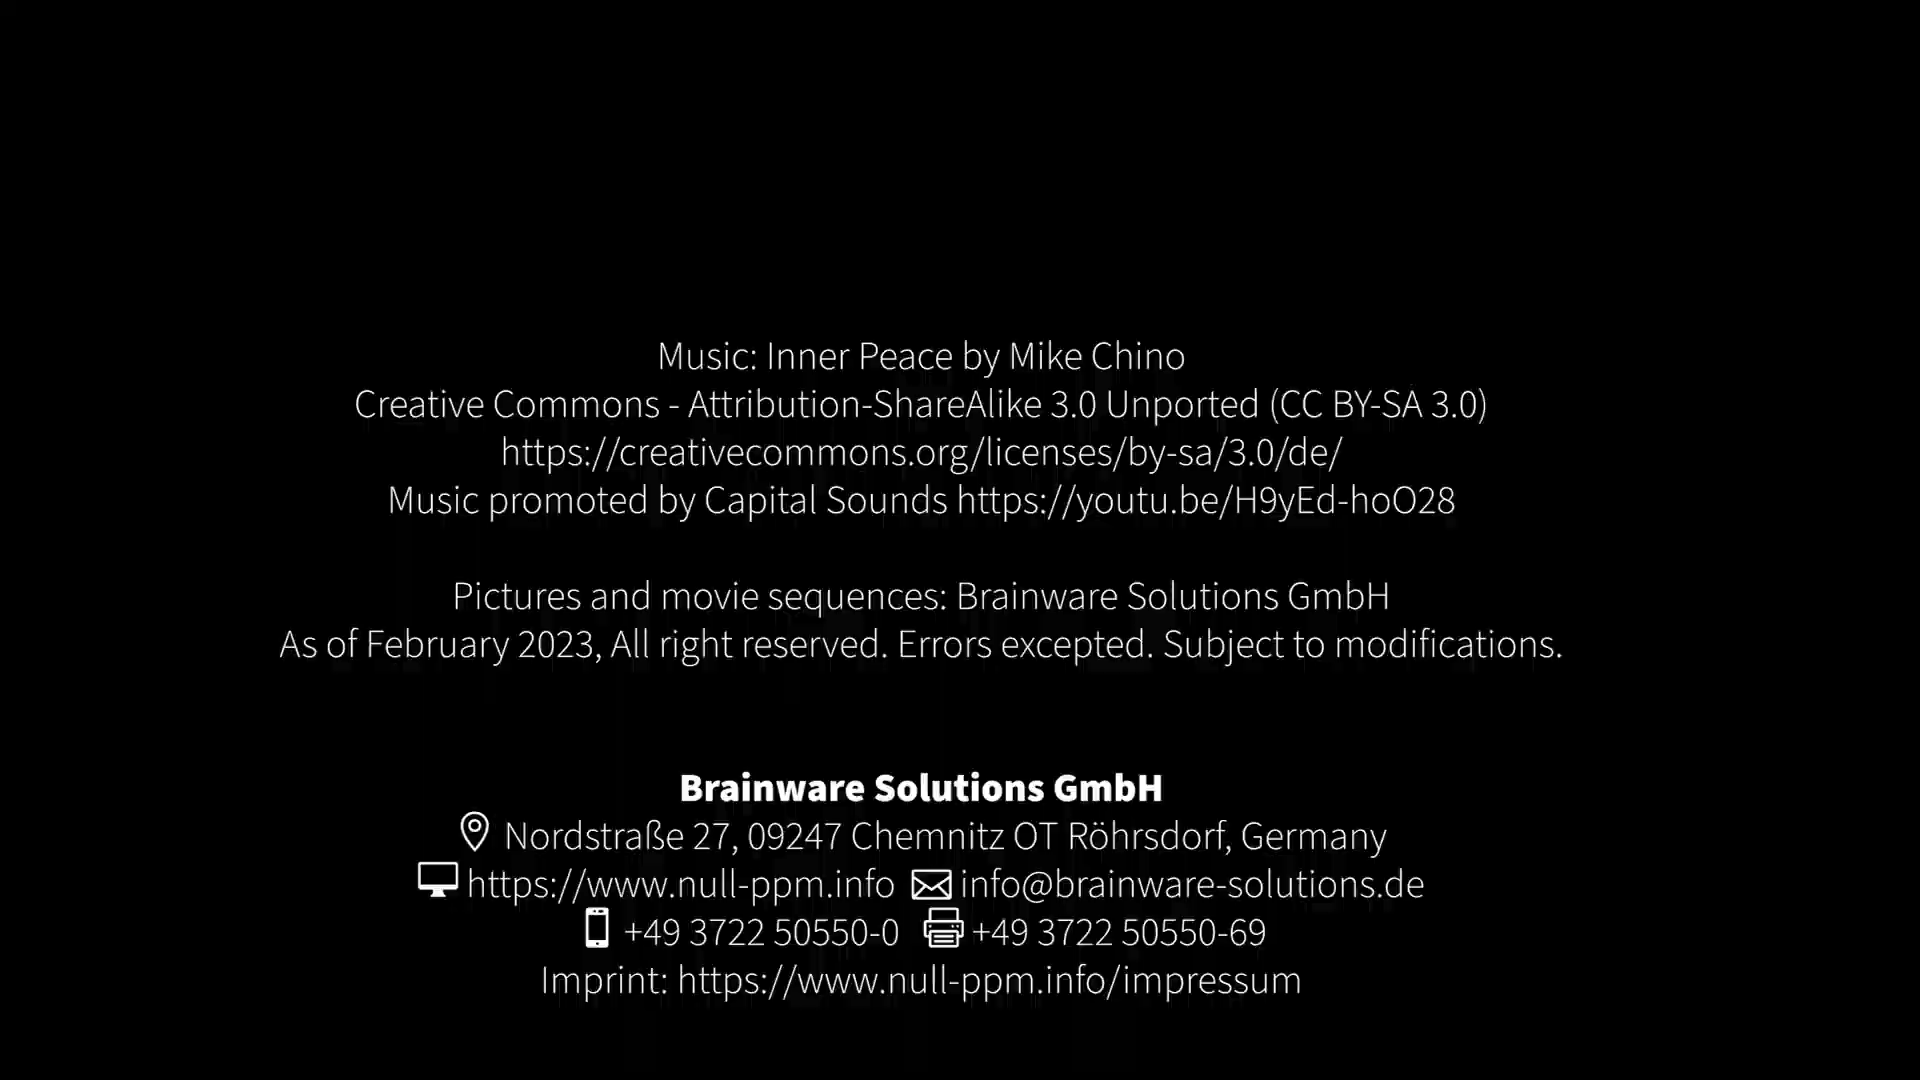 Music: Inner Peace by Mike Chino
Creative Commons - Attribution-ShareAlike 3.0 Unported (CC BY-SA 3.0)
https://creativecommons.org/licenses/by-sa/3.0/de/
Music promoted by Capital Sounds https://youtu.be/H9yEd-hoO28
Pictures and movie sequences: Brainware Solutions GmbH
As of February 2023, All right reserved. Errors excepted. Subject to modifications.
Brainware Solutions GmbH
Nordstraße 27, 09247 Chemnitz OT Röhrsdorf, Germany
https://www.null-ppm.info info@brainware-solutions.de
+49 3722 50550-0 +49 3722 50550-69
Imprint: https://www.null-ppm.info/impressum